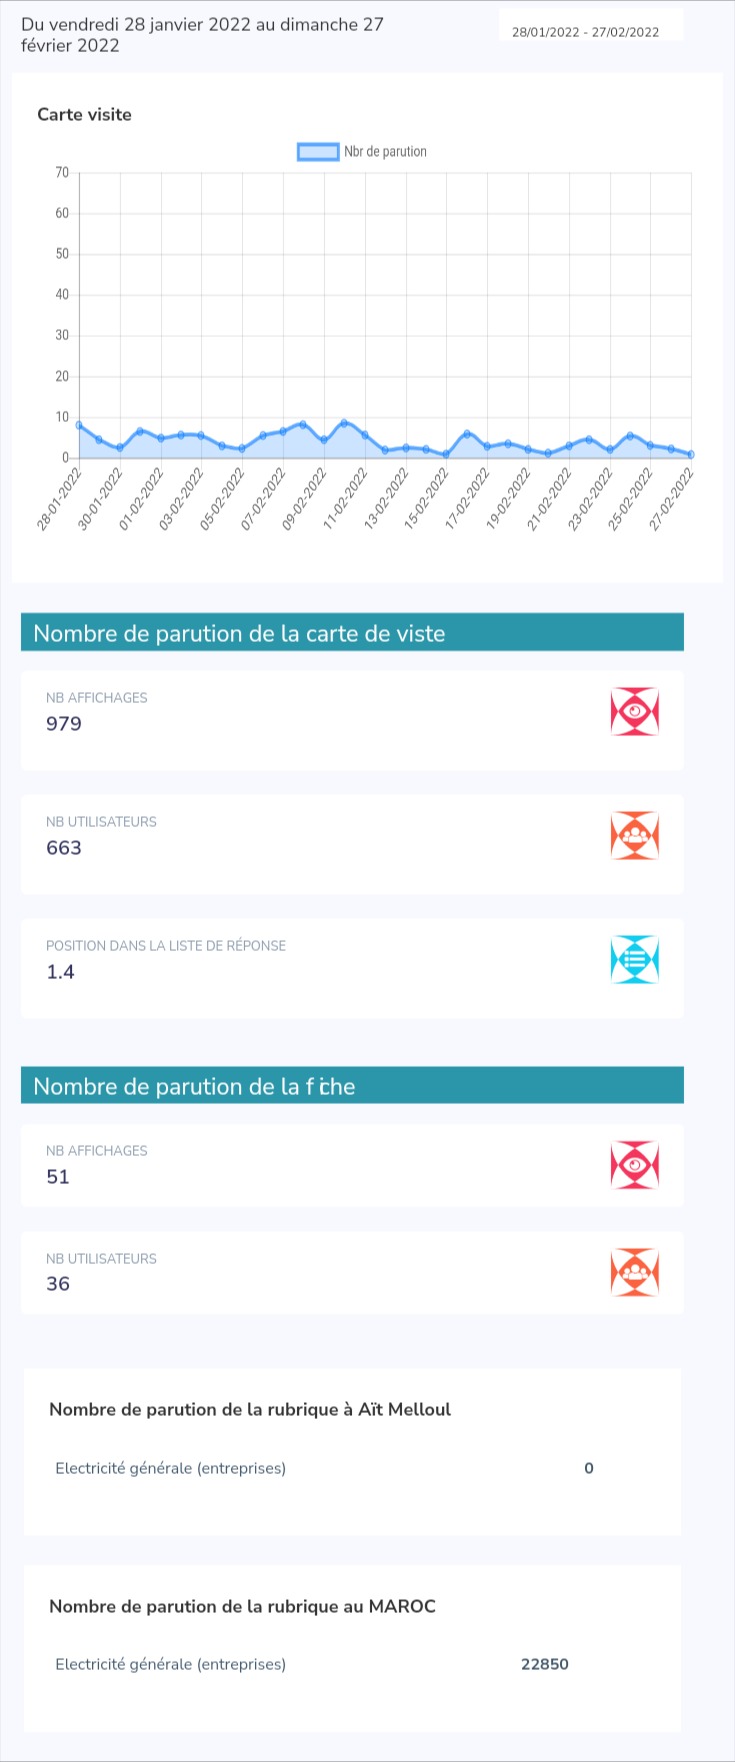 Du vendredi 28 janvier 2022 au dimanche 27
février 2022
28/01/2022 - 27/02/2022
Carte visite
Nbr de parution
70
60
50
40
30
20
10
0
28-01-2022
30-01-2022
01-02-2022
03-02-2022
05-02-2022
07-02-2022
09-02-2022
11-02-2022
13-02-2022
15-02-2022
17-02-2022
19-02-2022
21-02-2022
23-02-2022
25-02-2022
27-02-2022
Nombre de parution de la carte de viste
NB AFFICHAGES
979
NB UTILISATEURS
663
POSITION DANS LA LISTE DE RÉPONSE
1.4
Nombre de parution de la fiche
NB AFFICHAGES
51
NB UTILISATEURS
36
Nombre de parution de la rubrique à Aït Melloul
Electricité générale (entreprises) 0
Nombre de parution de la rubrique au MAROC
Electricité générale (entreprises) 22850